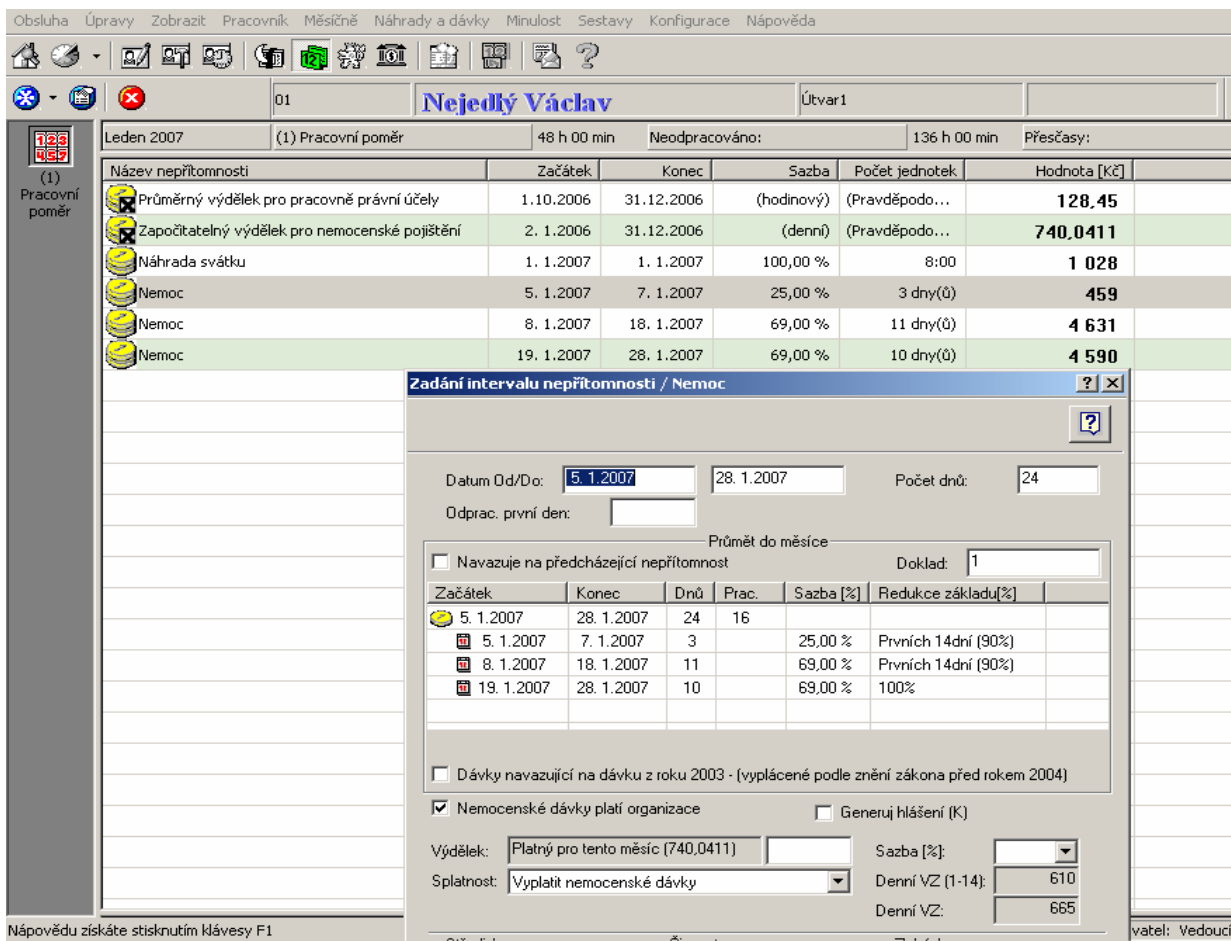 Obsluha Úpravy Zobrazit Pracovník Měsíčně Náhrady a dávky Minulost Sestavy Konfigurace Nápověda
01 Nejedlý Václav Útvar1
Leden 2007 (1) Pracovní poměr 48 h 00 min Neodpracováno: 136 h 00 min Přesčasy:
(1)
Pracovní
poměr
Název nepřítomnosti Začátek Konec Sazba Počet jednotek Hodnota [Kč]
Průměrný výdělek pro pracovně právní účely 1.10.2006 31.12.2006 (hodinový) (Pravděpodo... 128,45
Započitatelný výdělek pro nemocenské pojištění 2. 1.2006 31.12.2006 (denní) (Pravděpodo... 740,0411
Náhrada svátku 1. 1.2007 1. 1.2007 100,00 % 8:00 1 028
Nemoc 5. 1.2007 7. 1.2007 25,00 % 3 dny(ů) 459
Nemoc 8. 1.2007 18. 1.2007 69,00 % 11 dny(ů) 4 631
Nemoc 19. 1.2007 28. 1.2007 69,00 % 10 dny(ů) 4 590
Zadání intervalu nepřítomnosti / Nemoc
Datum Od/Do: 5. 1.2007 28. 1.2007 Počet dnů: 24
Odprac. první den:
Průmět do měsíce
Navazuje na předcházející nepřítomnost Doklad: 1
Začátek Konec Dnů Prac. Sazba [%] Redukce základu[%]
5. 1.2007 28. 1.2007 24 16
5. 1.2007 7. 1.2007 3 25,00 % Prvních 14dní (90%)
8. 1.2007 18. 1.2007 11 69,00 % Prvních 14dní (90%)
19. 1.2007 28. 1.2007 10 69,00 % 100%
Dávky navazující na dávku z roku 2003 - (vyplácené podle znění zákona před rokem 2004)
Nemocenské dávky platí organizace Generuj hlášení (K)
Výdělek: Platný pro tento měsíc (740,0411) Sazba [%]:
Splatnost: Vyplatit nemocenské dávky Denní VZ (1-14): 610
Denní VZ: 665
Nápovědu získáte stisknutím klávesy F1 vatel: Vedoucí